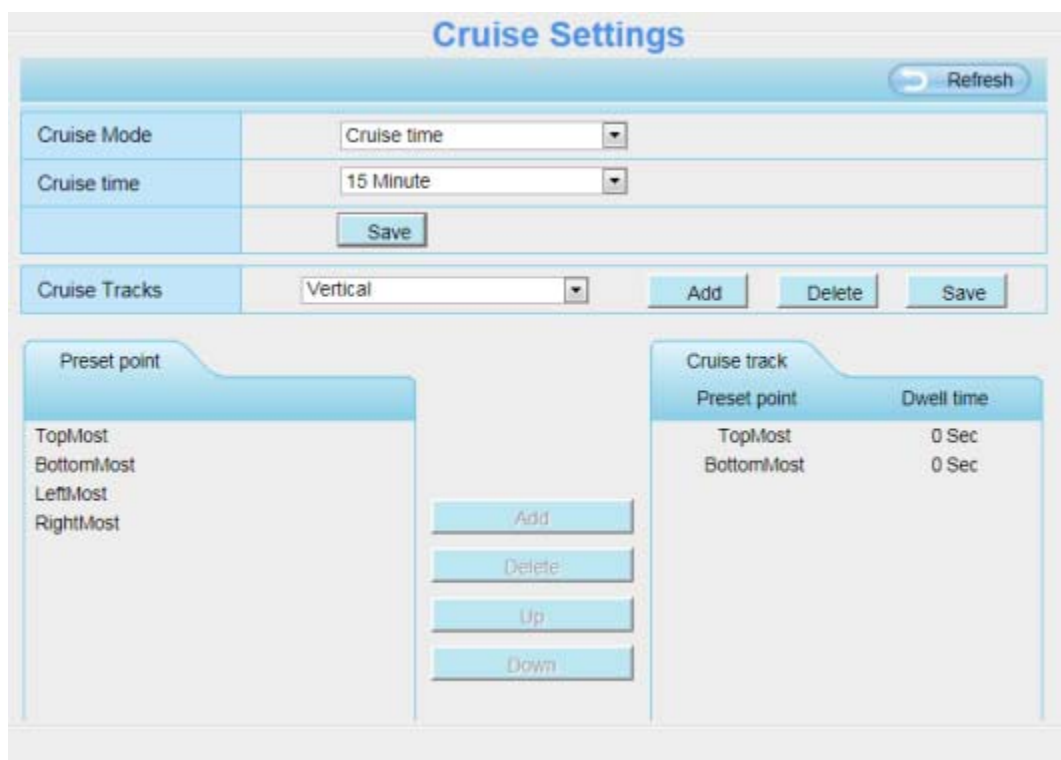 Cruise Settings
Refresh
Cruise Mode
Cruise time
Cruise time
15 Minute
Save
Cruise Tracks
Vertical
Add
Delete
Save
Preset point
TopMost
BottomMost
LeftMost
RightMost
Add
Delete
Up
Down
Cruise track
Preset point Dwell time
TopMost 0 Sec
BottomMost 0 Sec